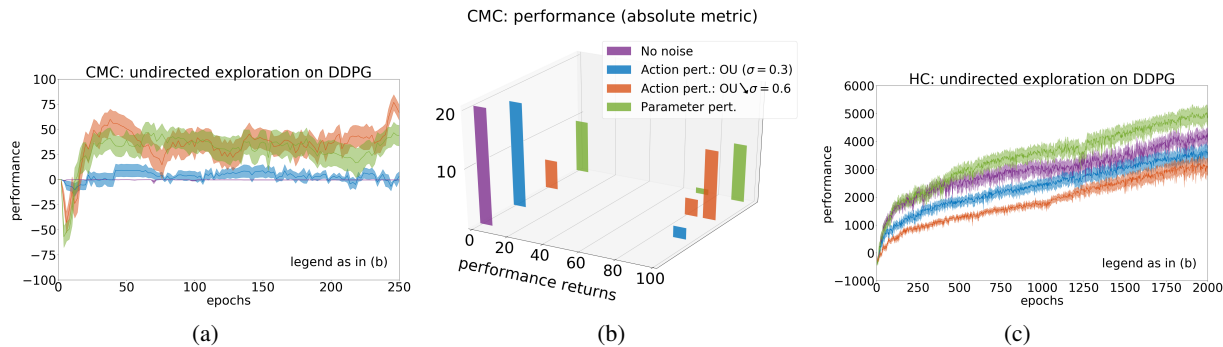 CMC: undirected exploration on DDPG
100
75
50
25
0
−25
−50
−75
−100
performance
0 50 100 150 200 250
epochs
legend as in (b)
(a)
CMC: performance (absolute metric)
No noise
Action pert.: OU (σ = 0.3)
Action pert.: OU↘σ = 0.6
Parameter pert.
20
10
0 20 40 60 80 100
performance returns
(b)
HC: undirected exploration on DDPG
6000
5000
4000
3000
2000
1000
0
−1000
performance
0 250 500 750 1000 1250 1500 1750 2000
epochs
legend as in (b)
(c)